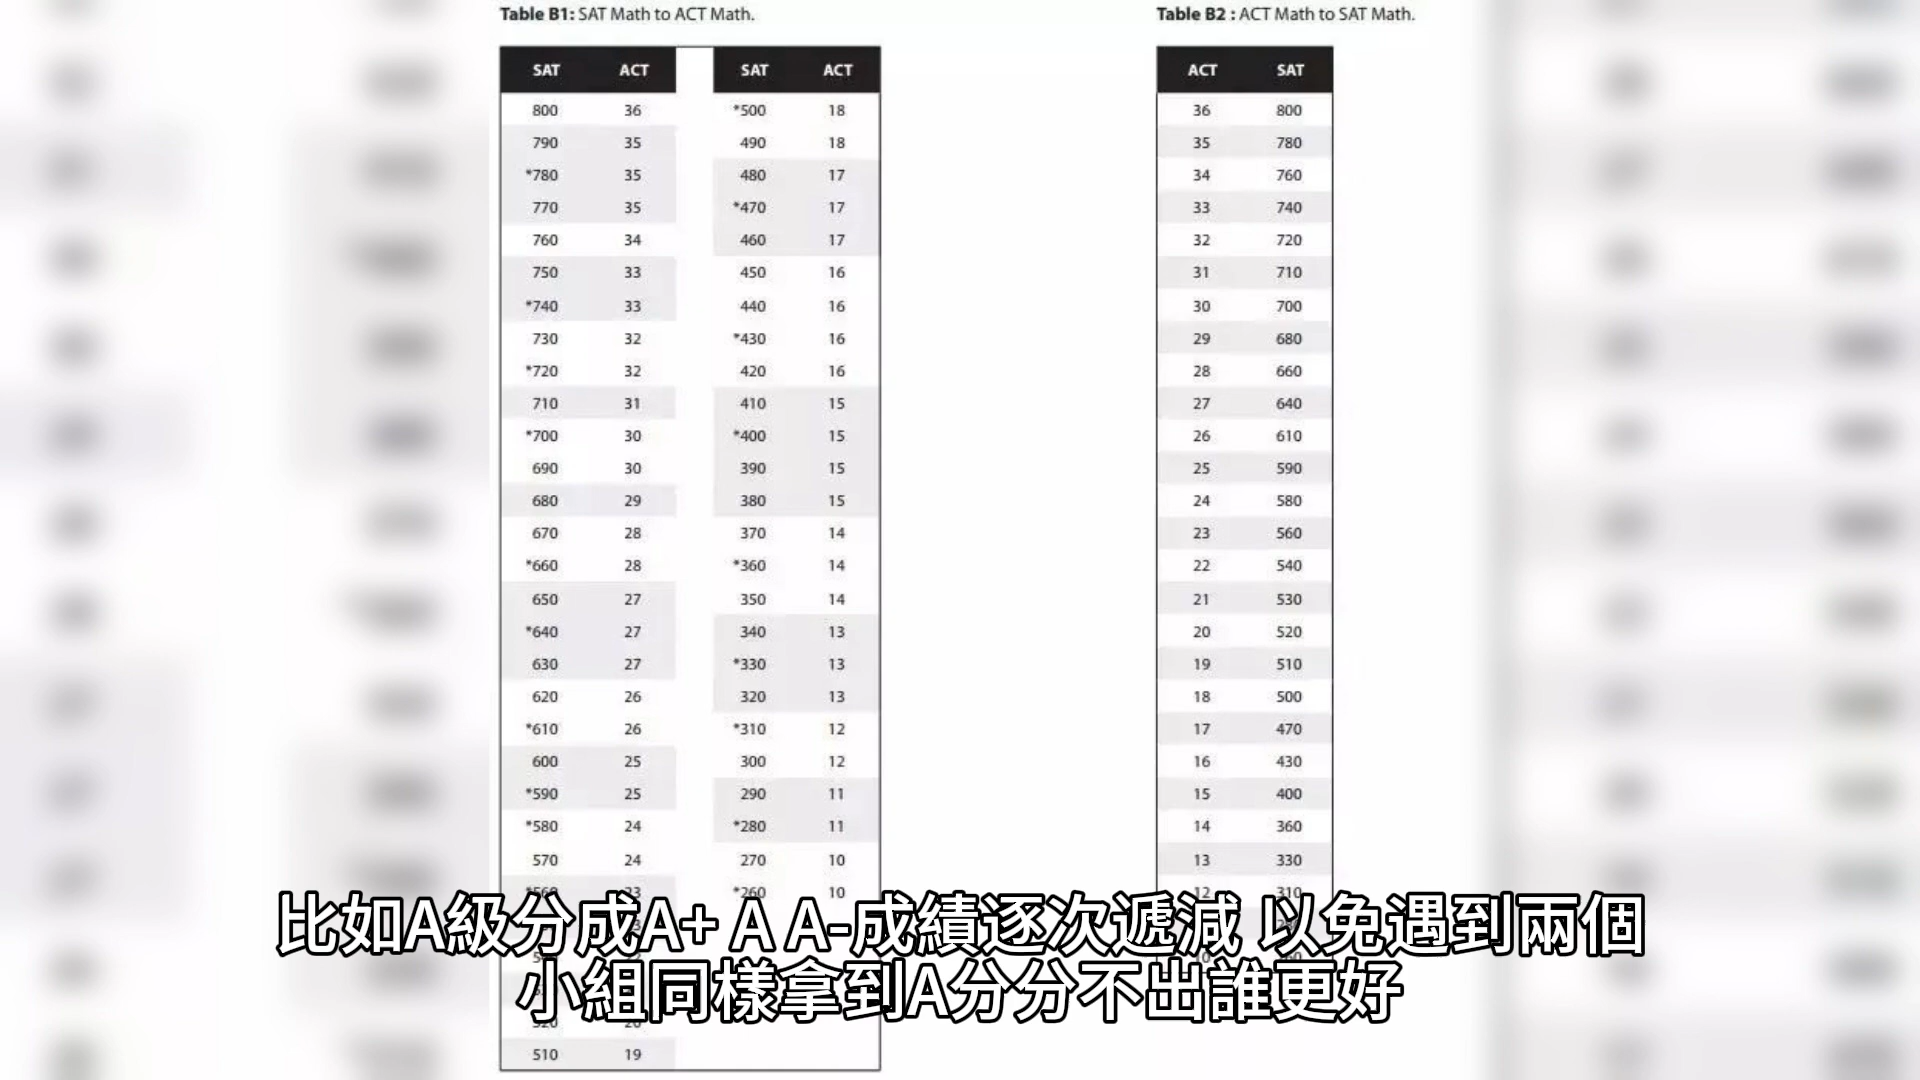 Table B1: SAT Math to ACT Math.
SAT ACT SAT ACT
800 36 *500 18
790 35 490 18
*780 35 480 17
770 35 *470 17
760 34 460 17
750 33 450 16
*740 33 440 16
730 32 *430 16
*720 32 420 16
710 31 410 15
*700 30 *400 15
690 30 390 15
680 29 380 15
670 28 370 14
*660 28 *360 14
650 27 350 14
*640 27 340 13
630 27 *330 13
620 26 320 13
*610 26 *310 12
600 25 300 12
*590 25 290 11
*580 24 *280 11
570 24 270 10
*560 23 *260 10
510 19
Table B2 : ACT Math to SAT Math.
ACT SAT
36 800
35 780
34 760
33 740
32 720
31 710
30 700
29 680
28 660
27 640
26 610
25 590
24 580
23 560
22 540
21 530
20 520
19 510
18 500
17 470
16 430
15 400
14 360
13 330
12 310
比如A級分成A+ A A-成績逐次遞減 以免遇到兩個
小組同樣拿到A分分不出誰更好